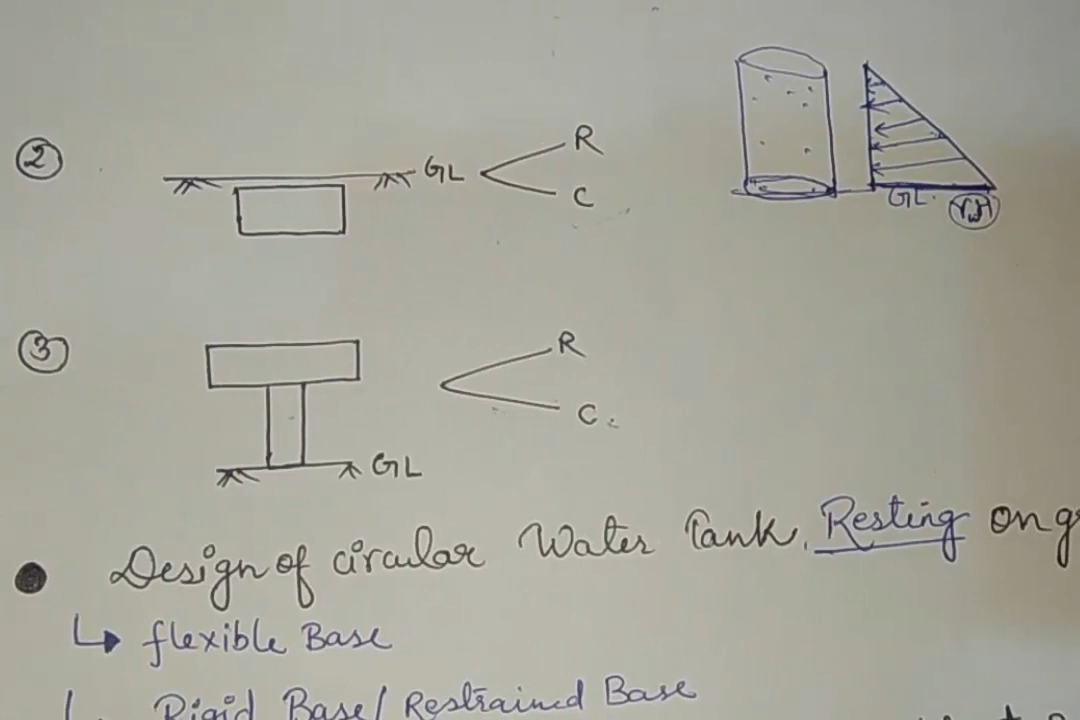 ② GL R
C
GL. γwH
③ R
C.
GL
Design of circular Water Tank, Resting on
↳ flexible Base
Rigid Base/ Restrained Base